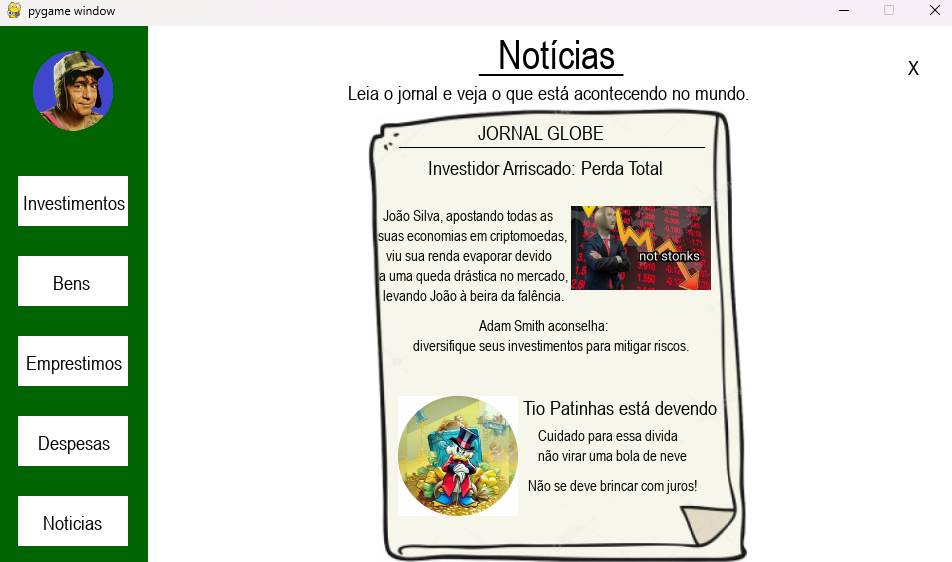 pygame window
Notícias
X
Leia o jornal e veja o que está acontecendo no mundo.
Investimentos
Bens
Emprestimos
Despesas
Noticias
JORNAL GLOBE
Investidor Arriscado: Perda Total
João Silva, apostando todas as
suas economias em criptomoedas,
viu sua renda evaporar devido
a uma queda drástica no mercado,
levando João à beira da falência.
not stonks
Adam Smith aconselha:
diversifique seus investimentos para mitigar riscos.
Tio Patinhas está devendo
Cuidado para essa divida
não virar uma bola de neve
Não se deve brincar com juros!